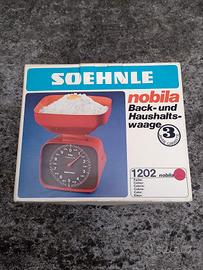 SOEHNLE
nobila
Back- und
Haushalts-
waage
3
1202 nobila